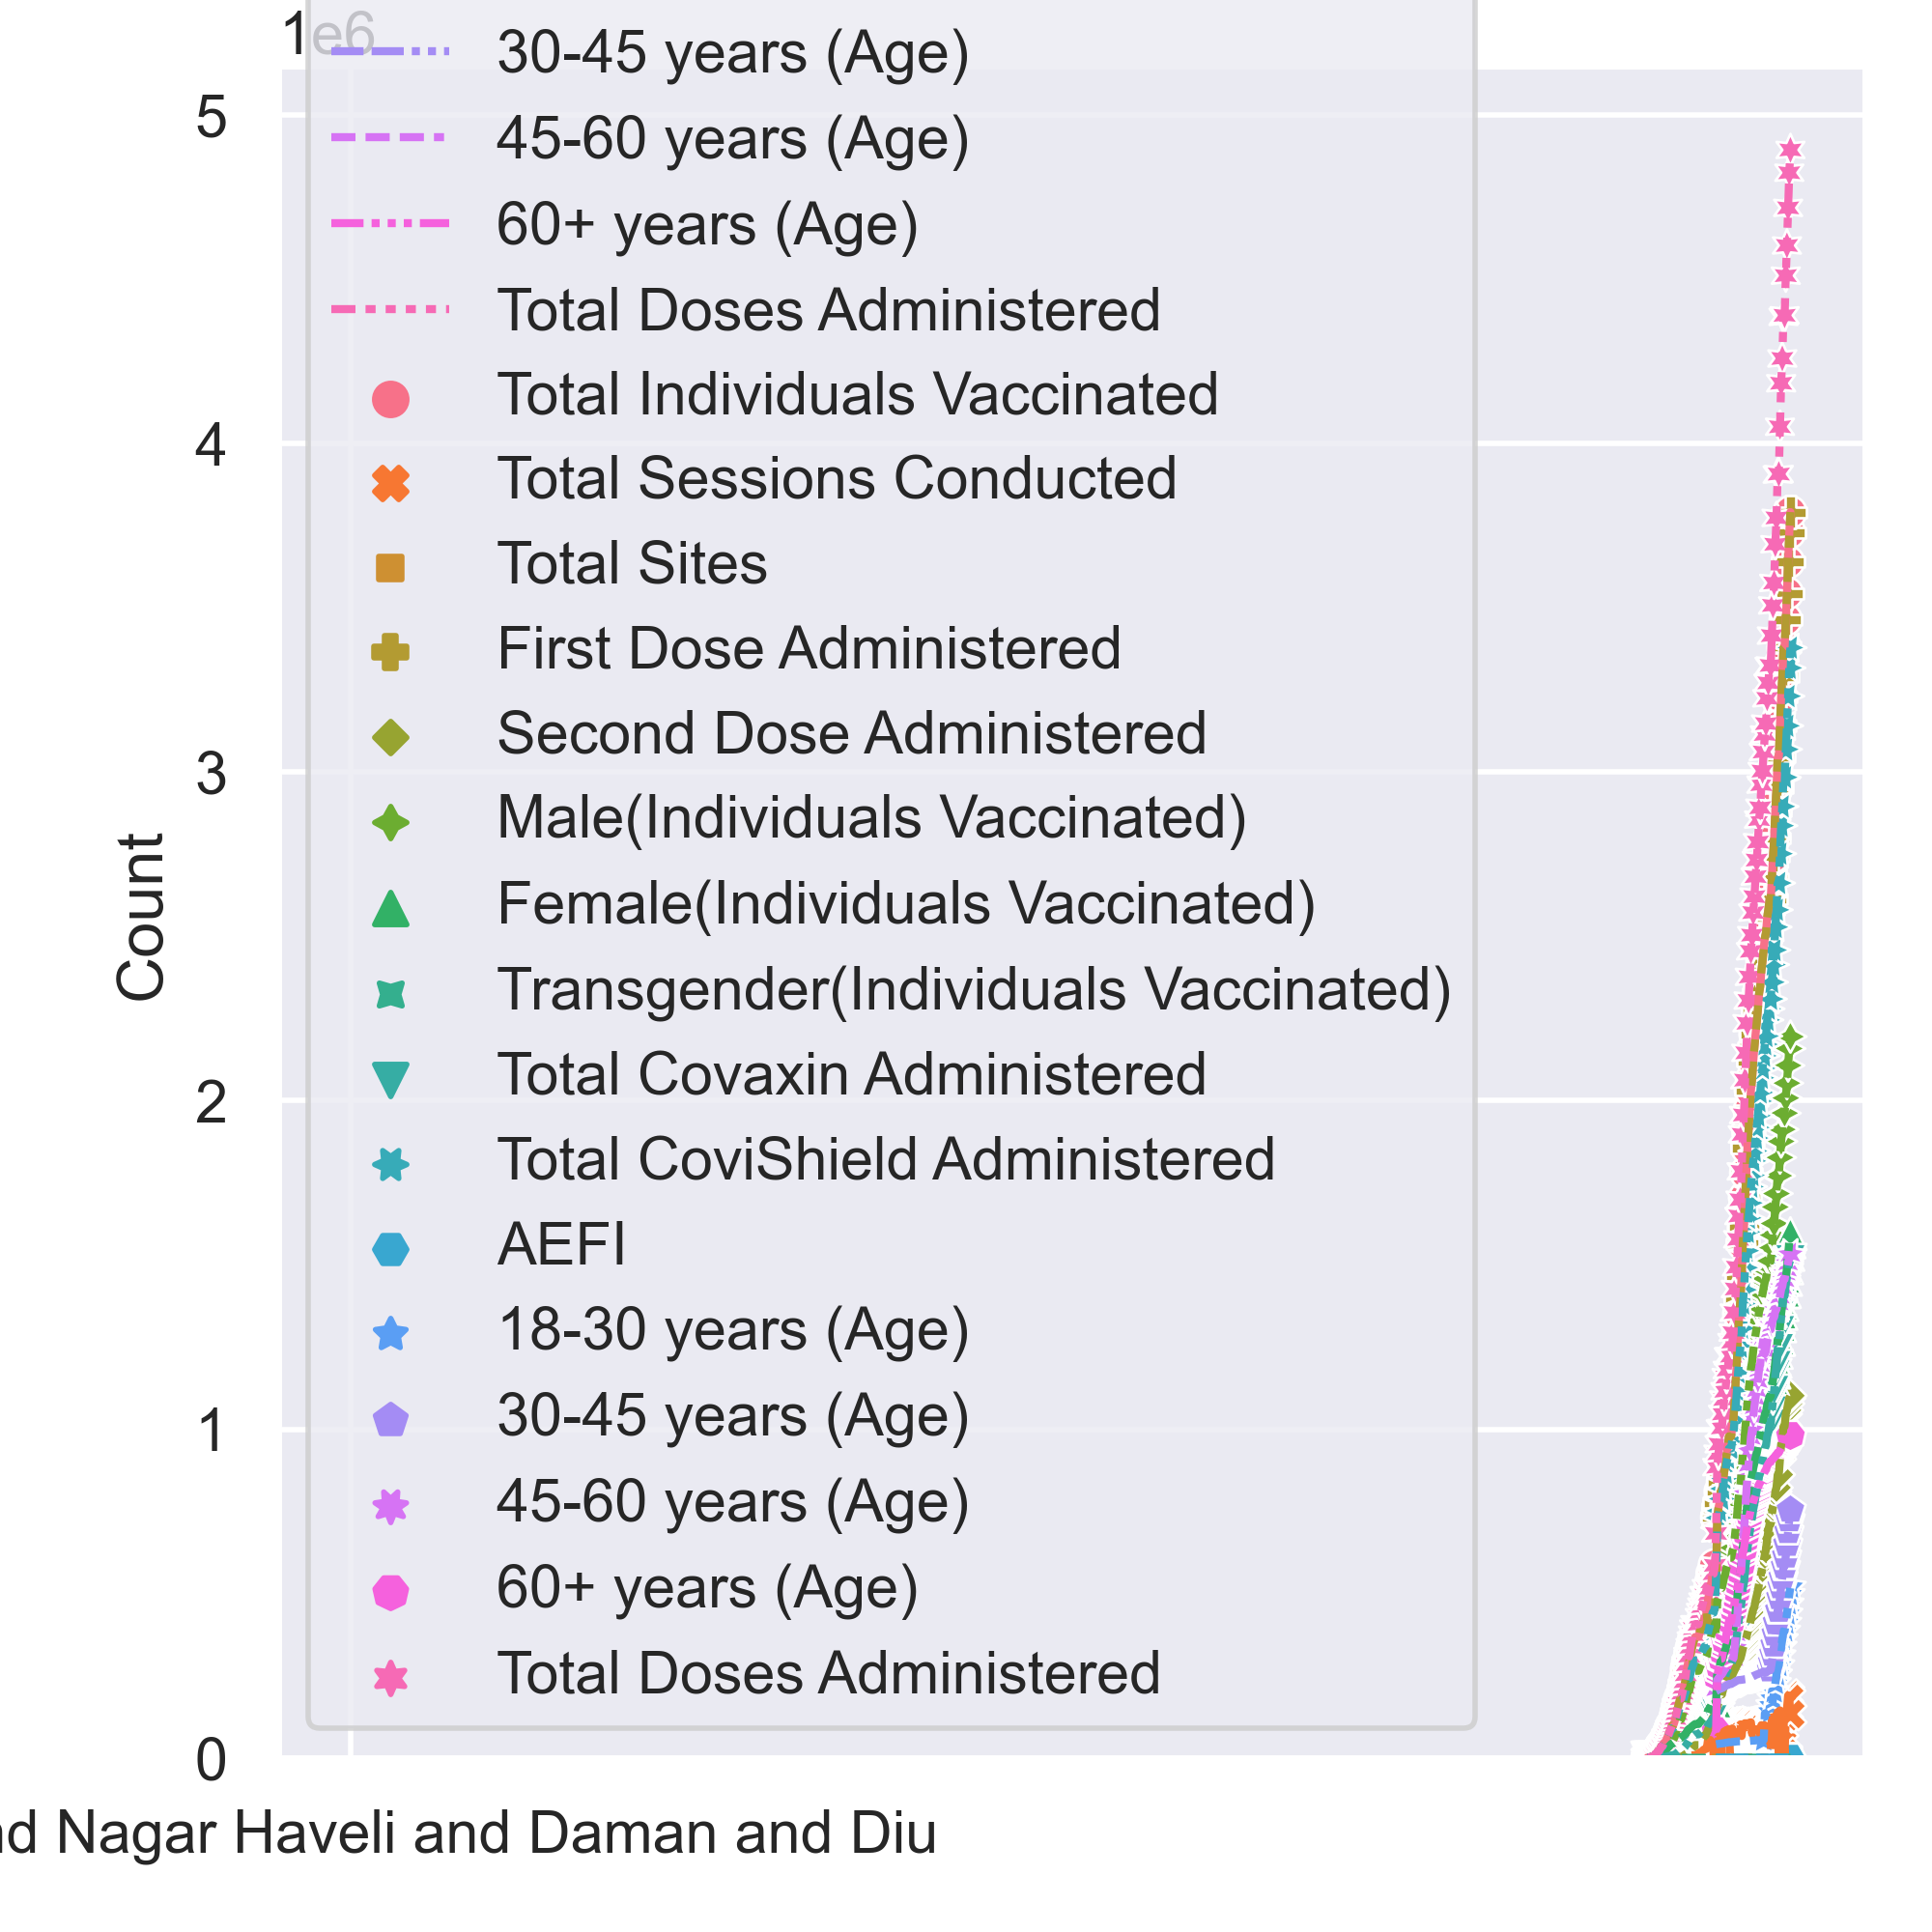 1e6
30-45 years (Age)
5
45-60 years (Age)
60+ years (Age)
Total Doses Administered
Total Individuals Vaccinated
4
Total Sessions Conducted
Total Sites
First Dose Administered
Second Dose Administered
3
Male(Individuals Vaccinated)
Count
Female(Individuals Vaccinated)
Transgender(Individuals Vaccinated)
Total Covaxin Administered
2
Total CoviShield Administered
AEFI
18-30 years (Age)
30-45 years (Age)
1
45-60 years (Age)
60+ years (Age)
Total Doses Administered
0
Nagar Haveli and Daman and Diu